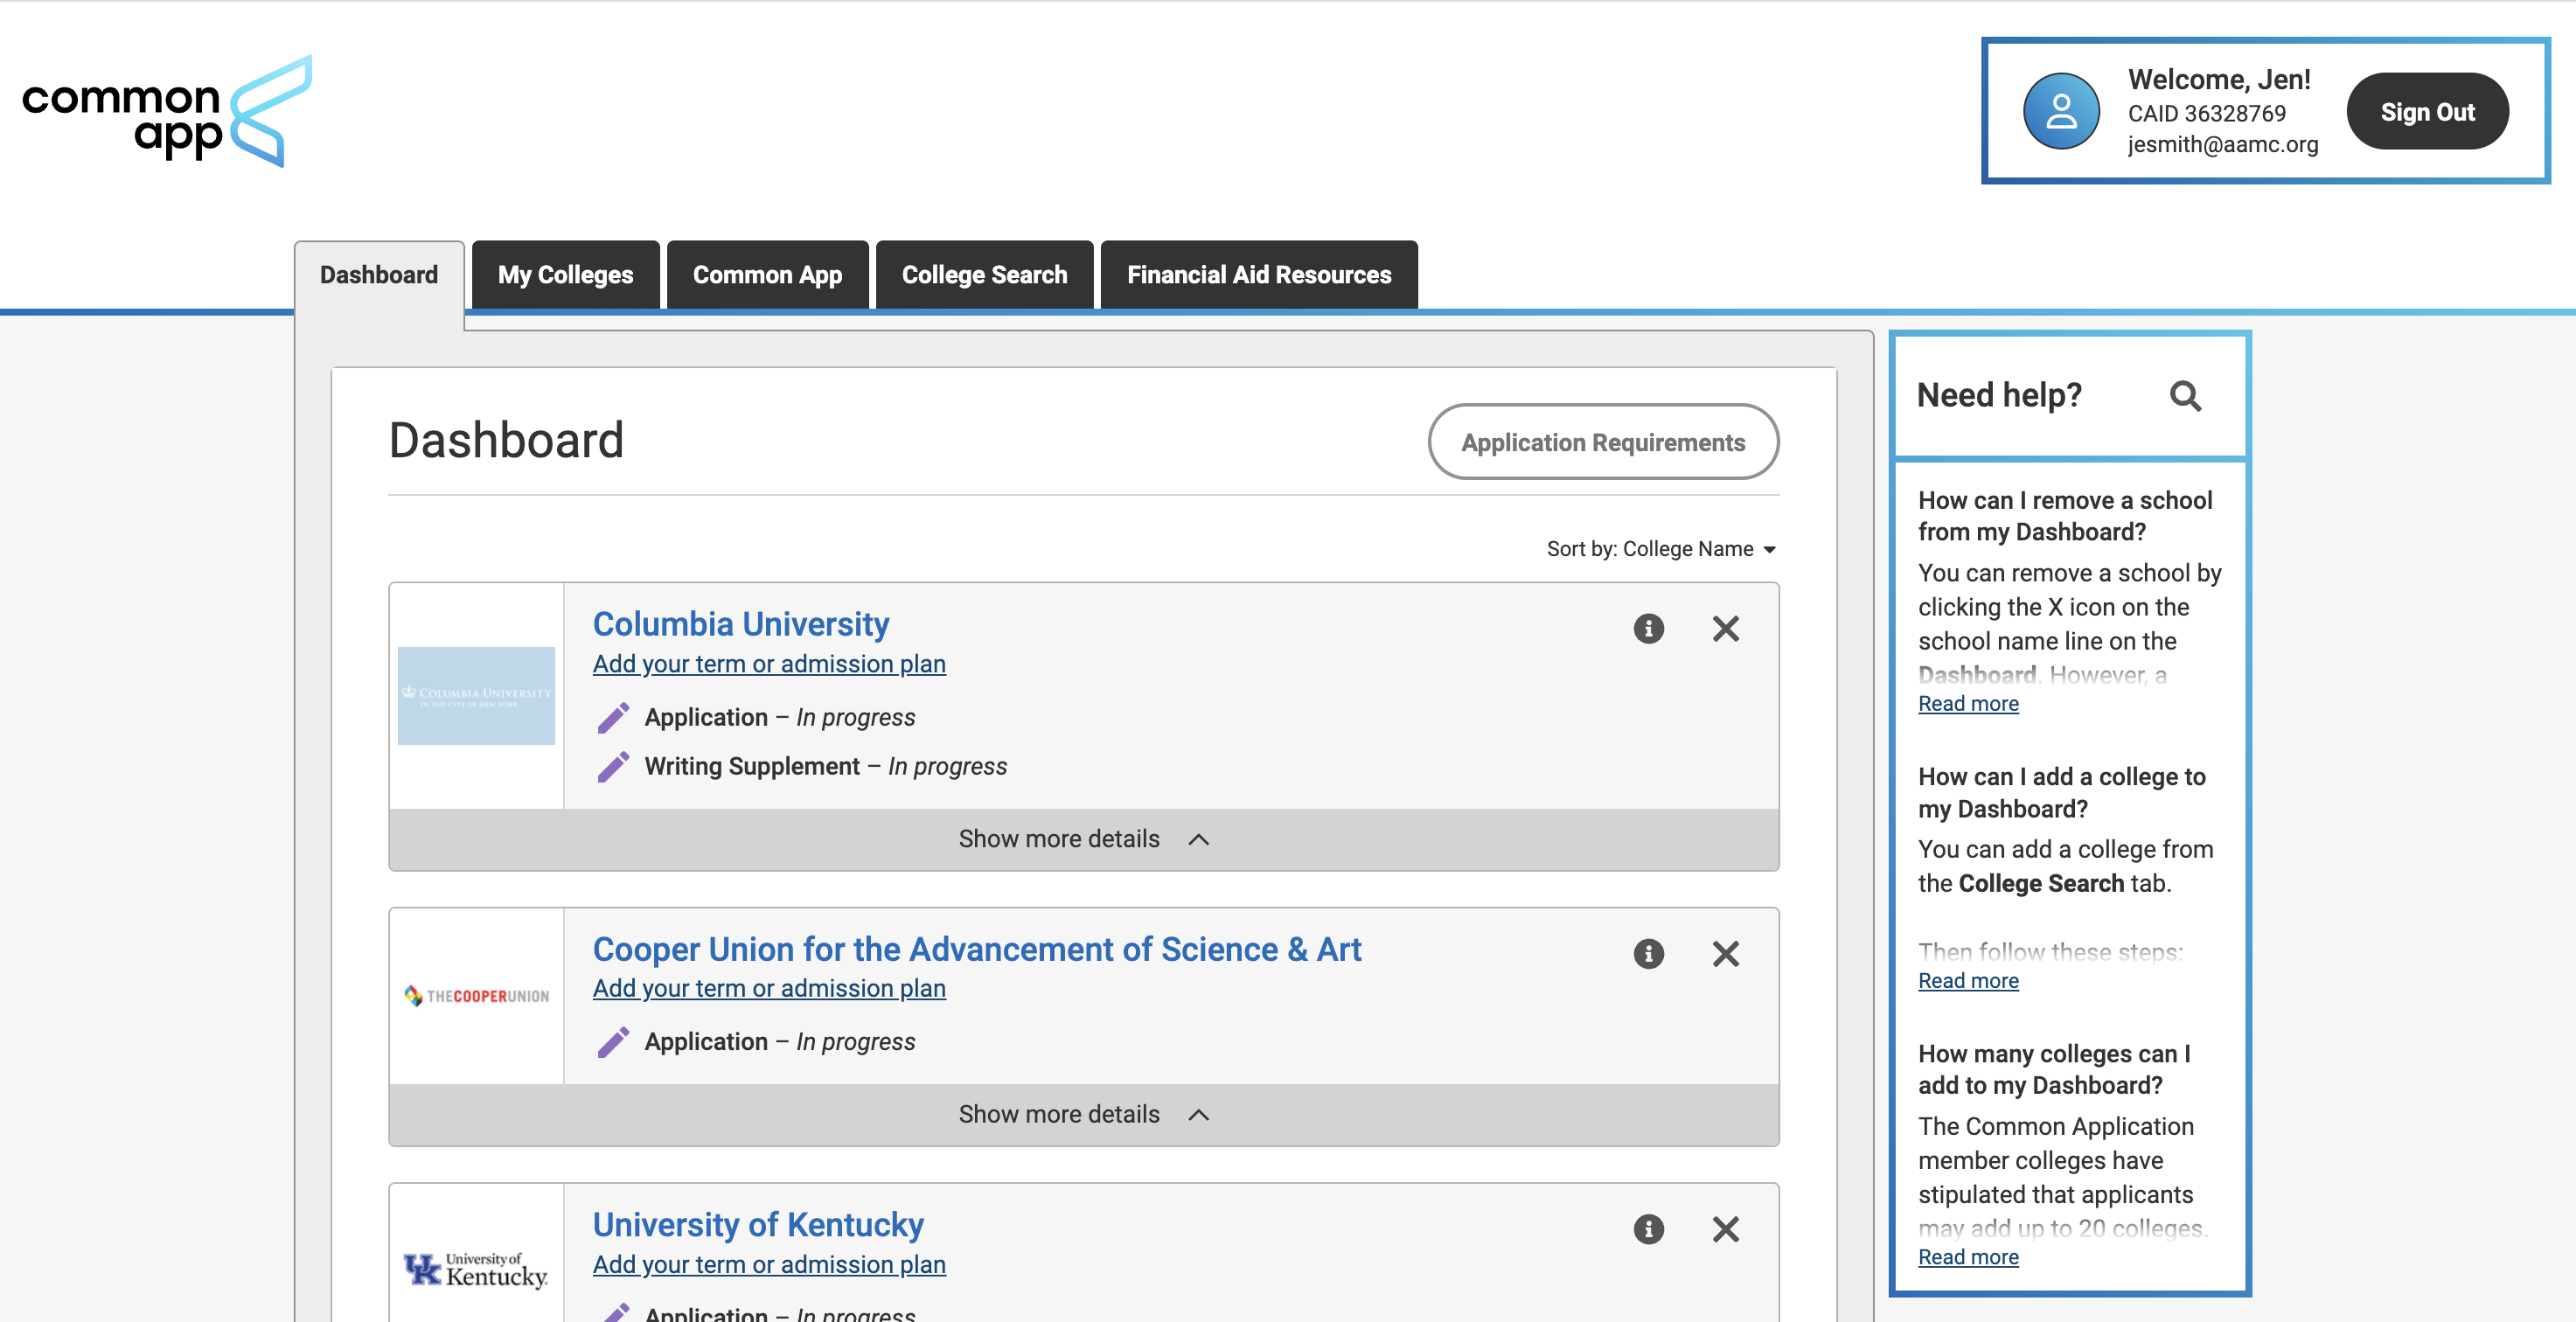 common
app
Welcome, Jen!
CAID 36328769
jesmith@aamc.org
Sign Out
Dashboard
My Colleges
Common App
College Search
Financial Aid Resources
Dashboard
Application Requirements
Sort by: College Name
COLUMBIA UNIVERSITY
IN THE CITY OF NEW YORK
Columbia University
Add your term or admission plan
Application – In progress
Writing Supplement – In progress
Show more details
THECOOPERUNION
Cooper Union for the Advancement of Science & Art
Add your term or admission plan
Application – In progress
Show more details
UK
University of
Kentucky
University of Kentucky
Add your term or admission plan
Application – In progress
Need help?
How can I remove a school
from my Dashboard?
You can remove a school by
clicking the X icon on the
school name line on the
Dashboard. However, a
Read more
How can I add a college to
my Dashboard?
You can add a college from
the College Search tab.
Then follow these steps:
Read more
How many colleges can I
add to my Dashboard?
The Common Application
member colleges have
stipulated that applicants
may add up to 20 colleges.
Read more